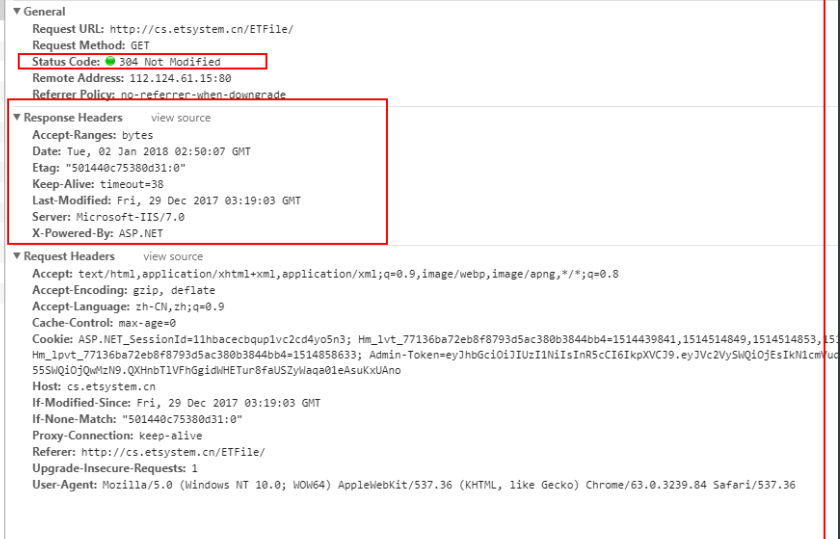 General
Request URL: http://cs.etsystem.cn/ETFile/
Request Method: GET
Status Code: 304 Not Modified
Remote Address: 112.124.61.15:80
Referrer Policy: no-referrer-when-downgrade
Response Headers view source
Accept-Ranges: bytes
Date: Tue, 02 Jan 2018 02:50:07 GMT
Etag: "501440c75380d31:0"
Keep-Alive: timeout=38
Last-Modified: Fri, 29 Dec 2017 03:19:03 GMT
Server: Microsoft-IIS/7.0
X-Powered-By: ASP.NET
Request Headers view source
Accept: text/html,application/xhtml+xml,application/xml;q=0.9,image/webp,image/apng,*/*;q=0.8
Accept-Encoding: gzip, deflate
Accept-Language: zh-CN,zh;q=0.9
Cache-Control: max-age=0
Cookie: ASP.NET_SessionId=11hbacecbqup1vc2cd4yo5n3; Hm_lvt_77136ba72eb8f8793d5ac380b3844bb4=1514439841,1514514849,1514514853,151
Hm_lpvt_77136ba72eb8f8793d5ac380b3844bb4=1514858633; Admin-Token=eyJhbGciOiJIUzI1NiIsInR5cCI6IkpXVCJ9.eyJVc2VySWQiOjEsIkN1cmVud
55SWQiOjQwMzN9.QXHnbTlVFhGgidWHETur8faUSZyWaqa01eAsuKxUAno
Host: cs.etsystem.cn
If-Modified-Since: Fri, 29 Dec 2017 03:19:03 GMT
If-None-Match: "501440c75380d31:0"
Proxy-Connection: keep-alive
Referer: http://cs.etsystem.cn/ETFile/
Upgrade-Insecure-Requests: 1
User-Agent: Mozilla/5.0 (Windows NT 10.0; WOW64) AppleWebKit/537.36 (KHTML, like Gecko) Chrome/63.0.3239.84 Safari/537.36